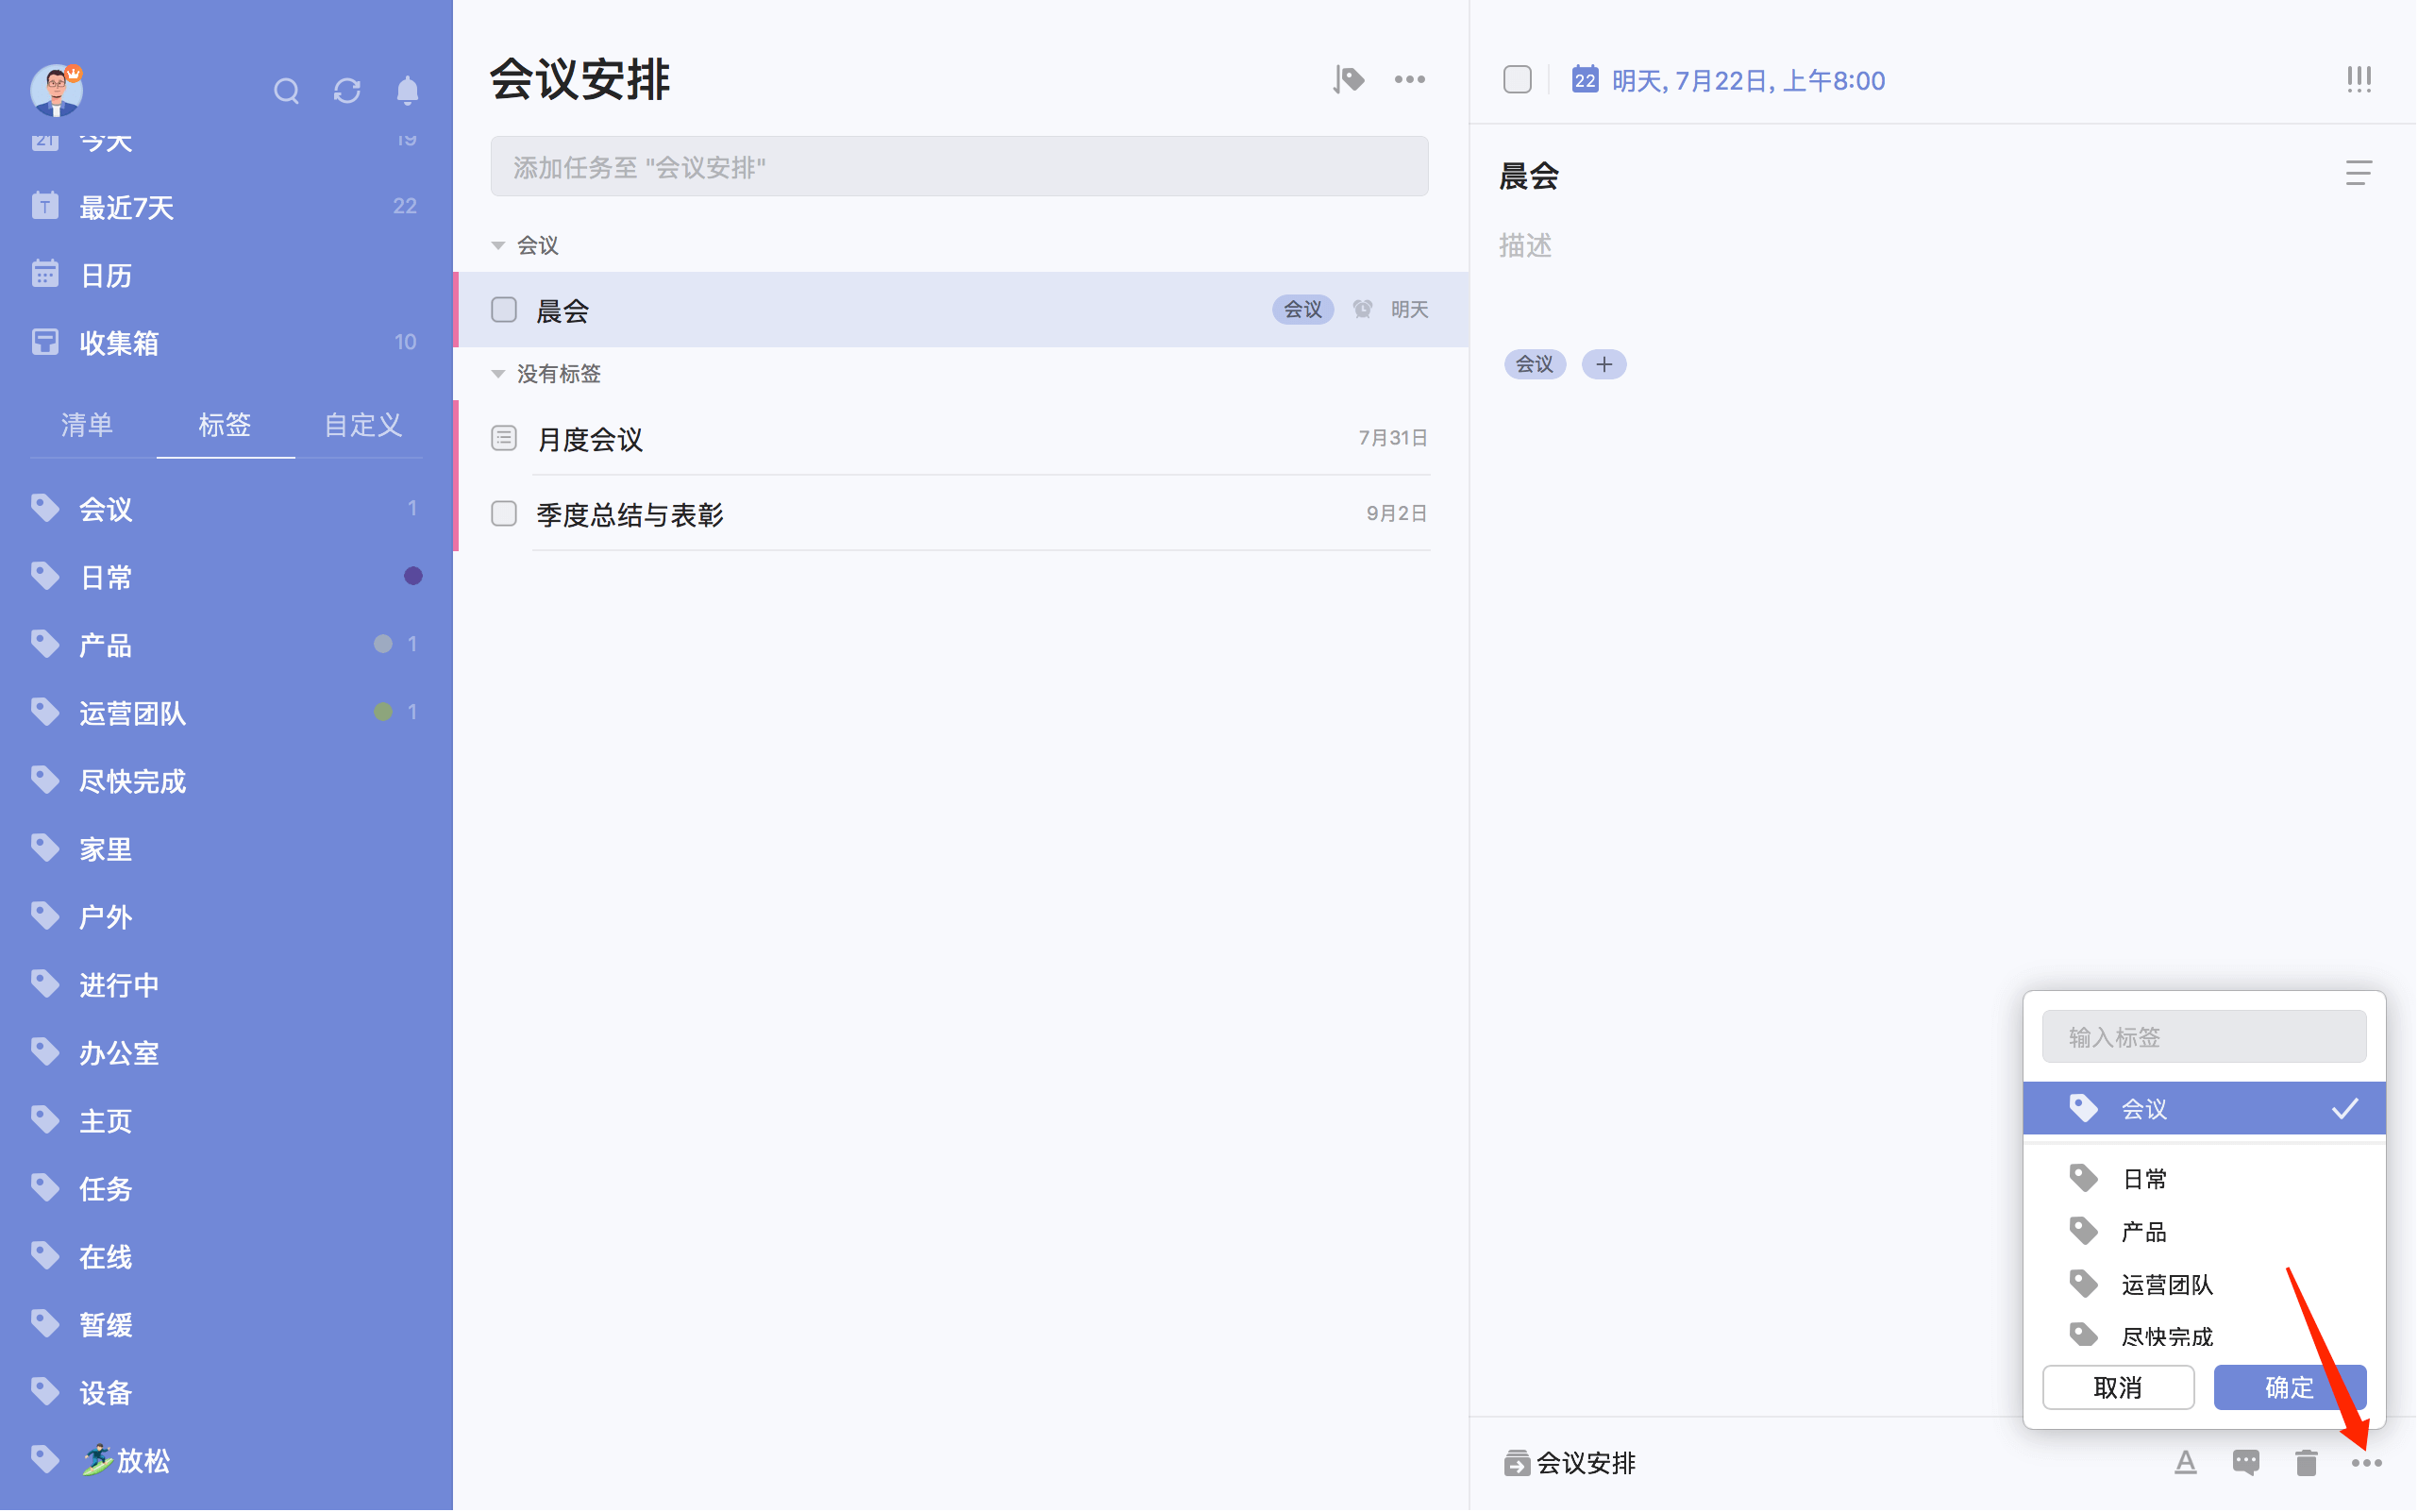 今天 19
最近7天 22
日历
收集箱 10
清单 标签 自定义
会议 1
日常
产品 1
运营团队 1
尽快完成
家里
户外
进行中
办公室
主页
任务
在线
暂缓
设备
放松
会议安排
添加任务至 "会议安排"
会议
晨会 会议 明天
没有标签
月度会议 7月31日
季度总结与表彰 9月2日
22 明天, 7月22日, 上午8:00
晨会
描述
会议 +
输入标签
会议
日常
产品
运营团队
尽快完成
取消 确定
会议安排